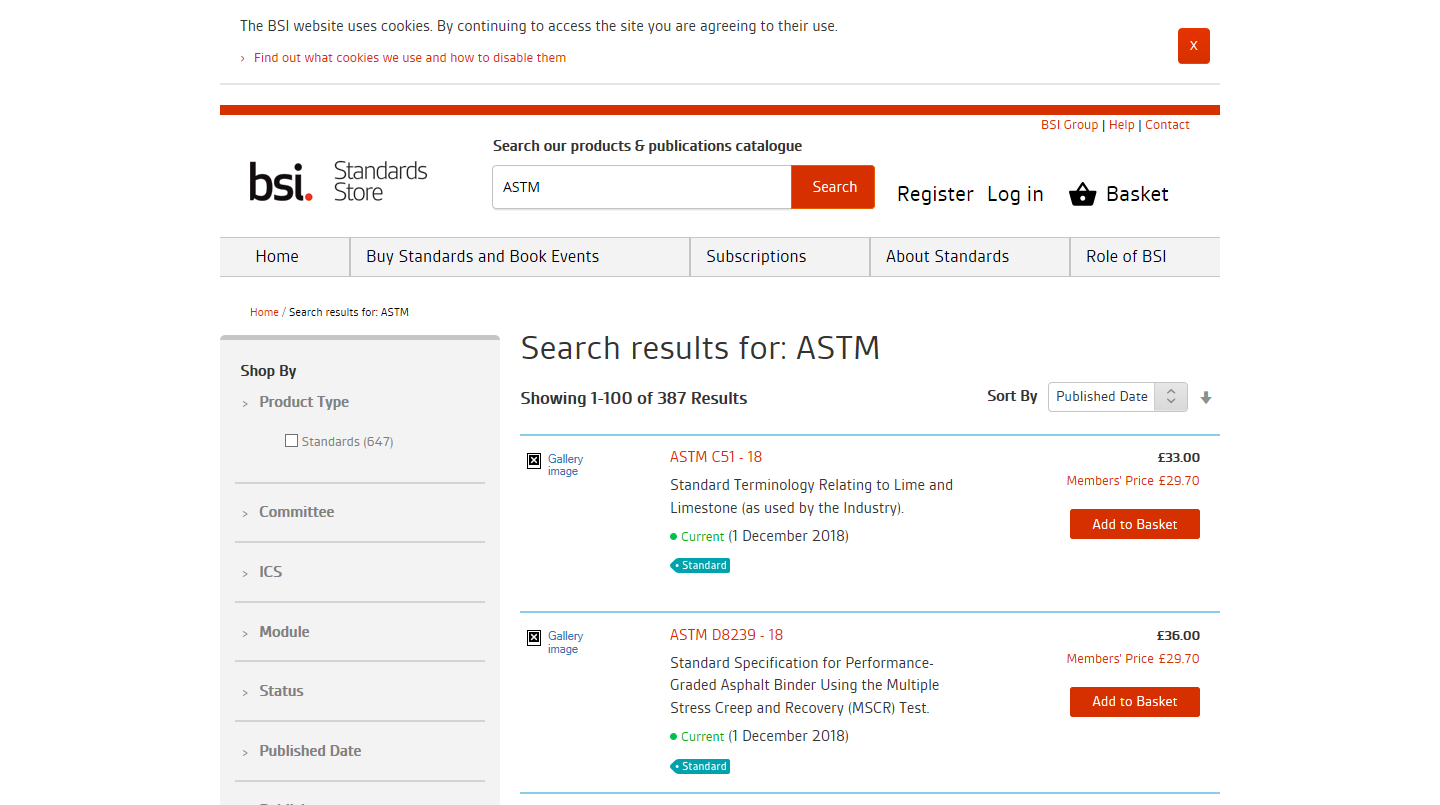 The BSI website uses cookies. By continuing to access the site you are agreeing to their use.
› Find out what cookies we use and how to disable them
X
BSI Group | Help | Contact
bsi. Standards Store
Search our products & publications catalogue
ASTM
Search
Register Log in Basket
Home
Buy Standards and Book Events
Subscriptions
About Standards
Role of BSI
Home / Search results for: ASTM
Shop By
› Product Type
Standards (647)
› Committee
› ICS
› Module
› Status
› Published Date
Search results for: ASTM
Showing 1-100 of 387 Results
Sort By Published Date
Gallery
image
ASTM C51 - 18
Standard Terminology Relating to Lime and
Limestone (as used by the Industry).
Current (1 December 2018)
Standard
£33.00
Members' Price £29.70
Add to Basket
Gallery
image
ASTM D8239 - 18
Standard Specification for Performance-
Graded Asphalt Binder Using the Multiple
Stress Creep and Recovery (MSCR) Test.
Current (1 December 2018)
Standard
£36.00
Members' Price £29.70
Add to Basket